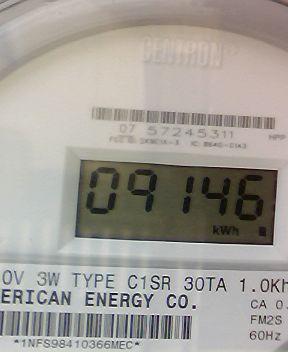 CENTRON
07 57245311
HPP
09146
kWh
0V 3W TYPE C1SR 30TA 1.0Kh
ERICAN ENERGY CO.
CA 0.
FM2S
60Hz
*1NFS98410366MEC*